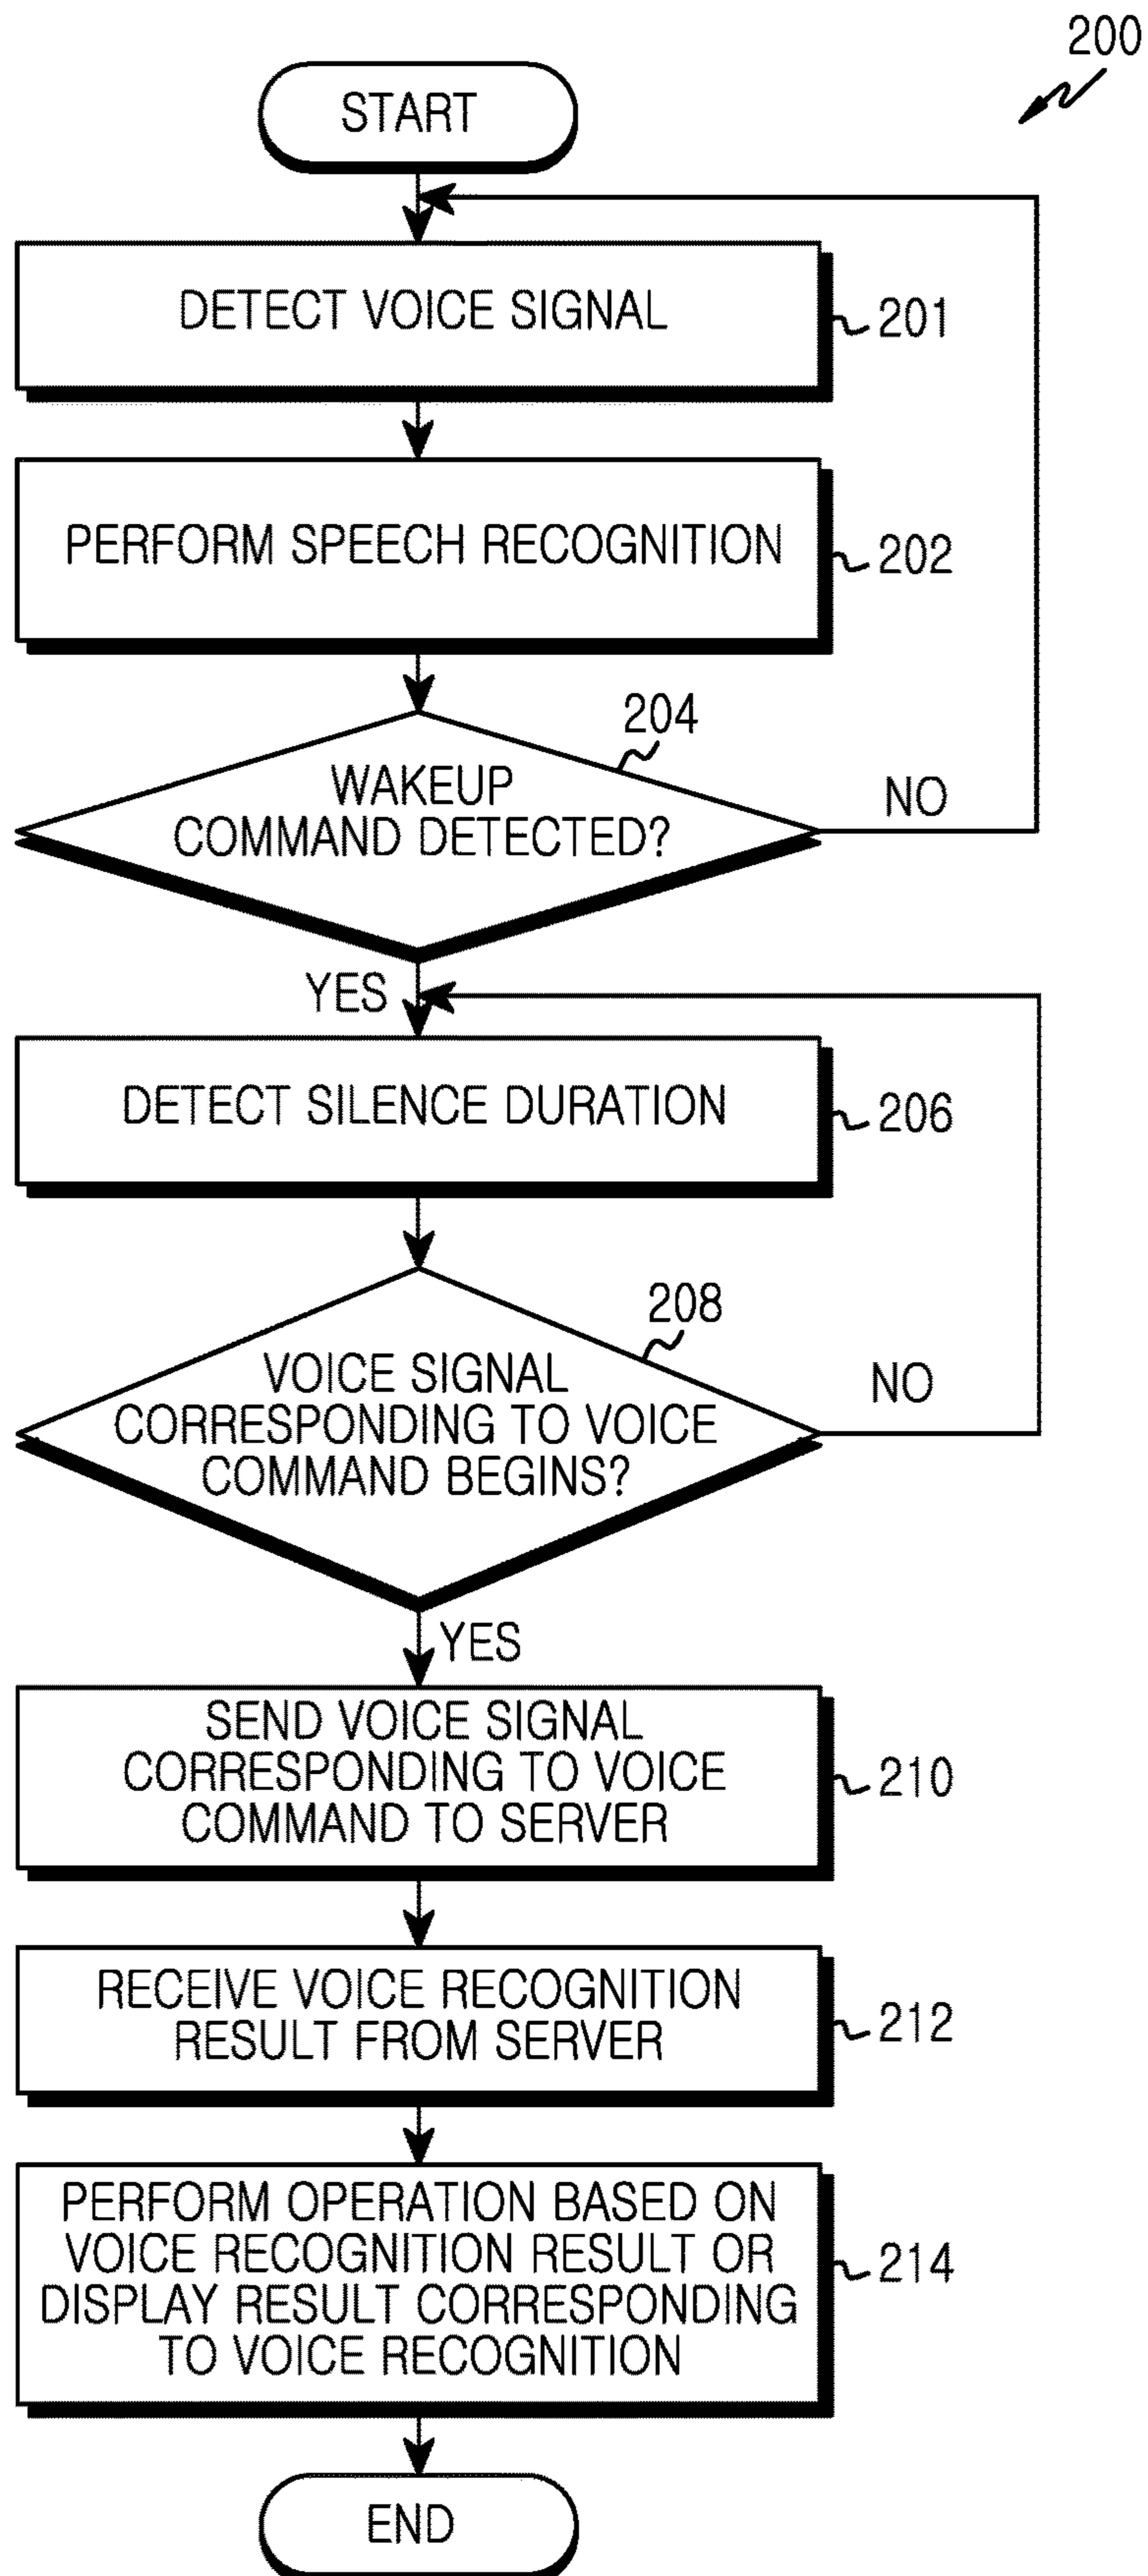 200
START
DETECT VOICE SIGNAL
201
PERFORM SPEECH RECOGNITION
202
204
WAKEUP
COMMAND DETECTED?
NO
YES
DETECT SILENCE DURATION
206
208
VOICE SIGNAL
CORRESPONDING TO VOICE
COMMAND BEGINS?
NO
YES
SEND VOICE SIGNAL
CORRESPONDING TO VOICE
COMMAND TO SERVER
210
RECEIVE VOICE RECOGNITION
RESULT FROM SERVER
212
PERFORM OPERATION BASED ON
VOICE RECOGNITION RESULT OR
DISPLAY RESULT CORRESPONDING
TO VOICE RECOGNITION
214
END